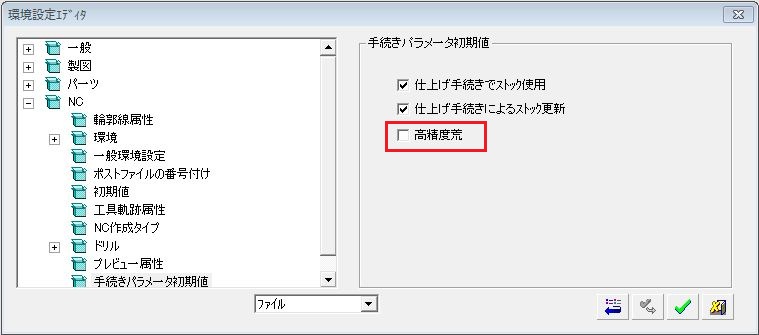 環境設定ｴﾃﾞｨﾀ
一般
製図
パーツ
NC
輪郭線属性
環境
一般環境設定
ポストファイルの番号付け
初期値
工具軌跡属性
NC作成タイプ
ドリル
プレビュー属性
手続きパラメータ初期値
手続きパラメータ初期値
仕上げ手続きでストック使用
仕上げ手続きによるストック更新
高精度荒
ファイル